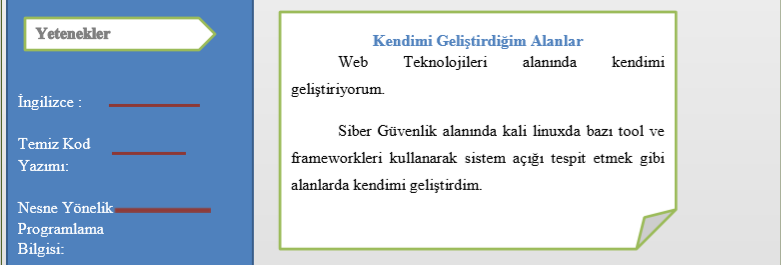 Yetenekler
İngilizce :
Temiz Kod
Yazımı:
Nesne Yönelik
Programlama
Bilgisi:
Kendimi Geliştirdiğim Alanlar
Web Teknolojileri alanında kendimi
geliştiriyorum.
Siber Güvenlik alanında kali linuxda bazı tool ve
frameworkleri kullanarak sistem açığı tespit etmek gibi
alanlarda kendimi geliştirdim.